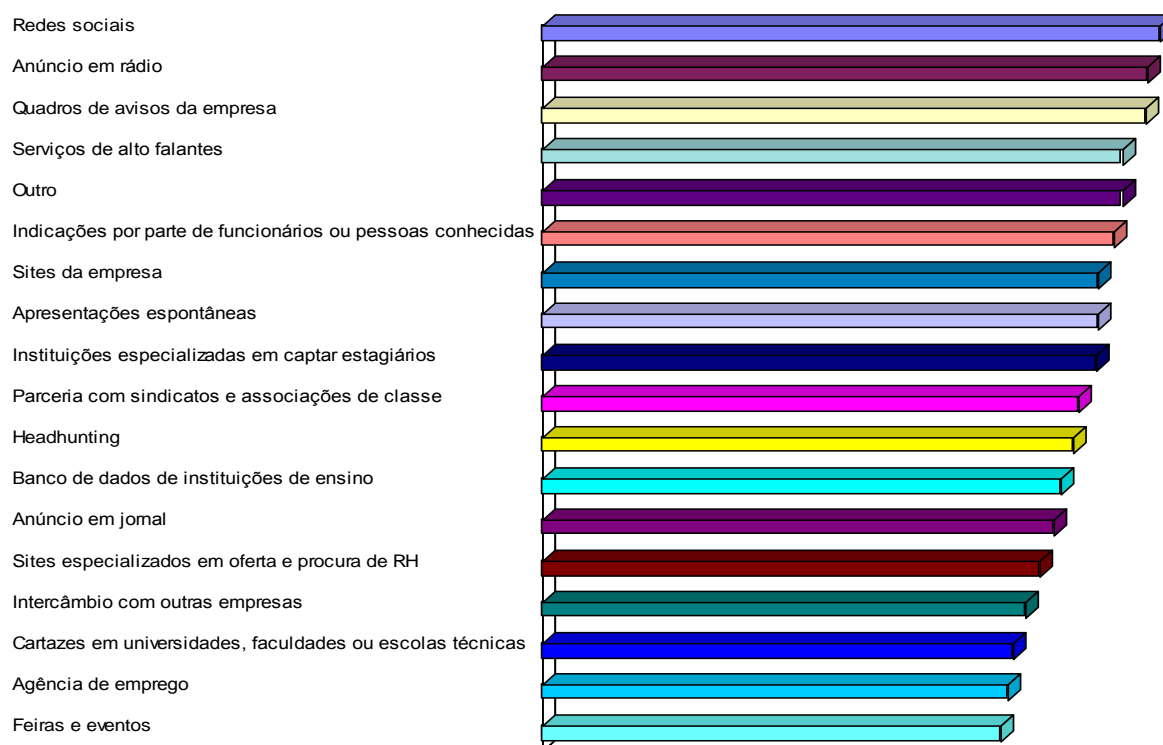 Redes sociais
Anúncio em rádio
Quadros de avisos da empresa
Serviços de alto falantes
Outro
Indicações por parte de funcionários ou pessoas conhecidas
Sites da empresa
Apresentações espontâneas
Instituições especializadas em captar estagiários
Parceria com sindicatos e associações de classe
Headhunting
Banco de dados de instituições de ensino
Anúncio em jornal
Sites especializados em oferta e procura de RH
Intercâmbio com outras empresas
Cartazes em universidades, faculdades ou escolas técnicas
Agência de emprego
Feiras e eventos